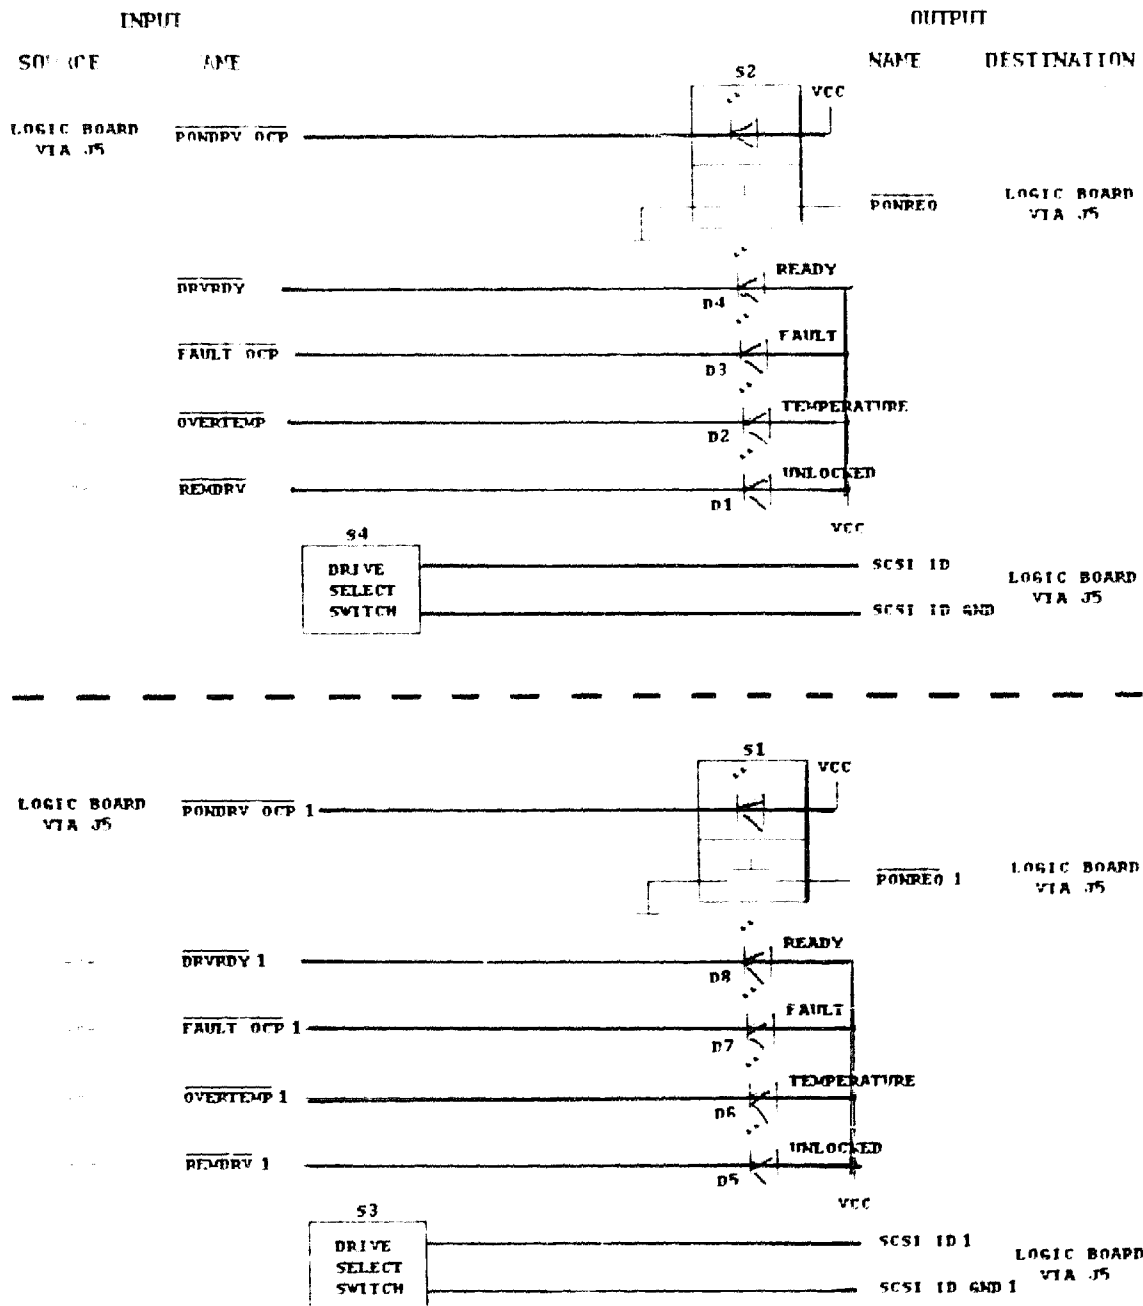 INPUT OUTPUT
NAME DESTINATION
S2
VCC
LOGIC BOARD
VIA J5
PONDRV OCP
PONREQ
LOGIC BOARD
VIA J5
DRVRDY
D4
READY
FAULT OCP
D3
FAULT
OVERTEMP
D2
TEMPERATURE
REMDRV
D1
UNLOCKED
VCC
S4
DRIVE
SELECT
SWITCH
SCSI ID
SCSI ID GND
LOGIC BOARD
VIA J5
S1
VCC
LOGIC BOARD
VIA J5
PONDRV OCP 1
PONREQ 1
LOGIC BOARD
VIA J5
DRVRDY 1
D8
READY
FAULT OCP 1
D7
FAULT
OVERTEMP 1
D6
TEMPERATURE
REMDRV 1
D5
UNLOCKED
VCC
S3
DRIVE
SELECT
SWITCH
SCSI ID 1
SCSI ID GND 1
LOGIC BOARD
VIA J5